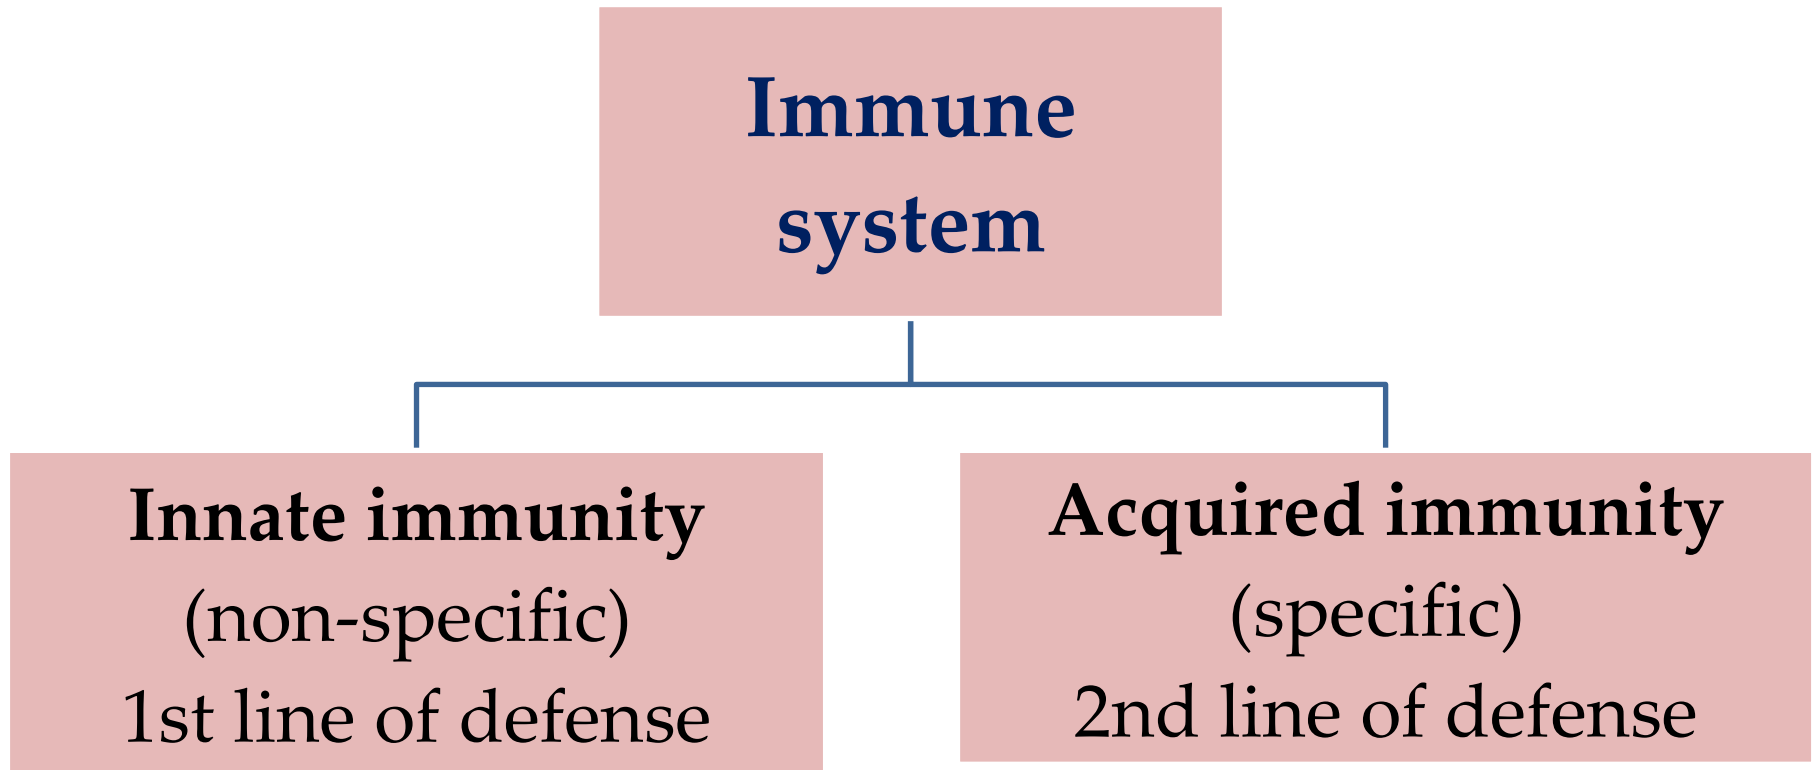 Immune
system
Innate immunity
(non-specific)
1st line of defense
Acquired immunity
(specific)
2nd line of defense